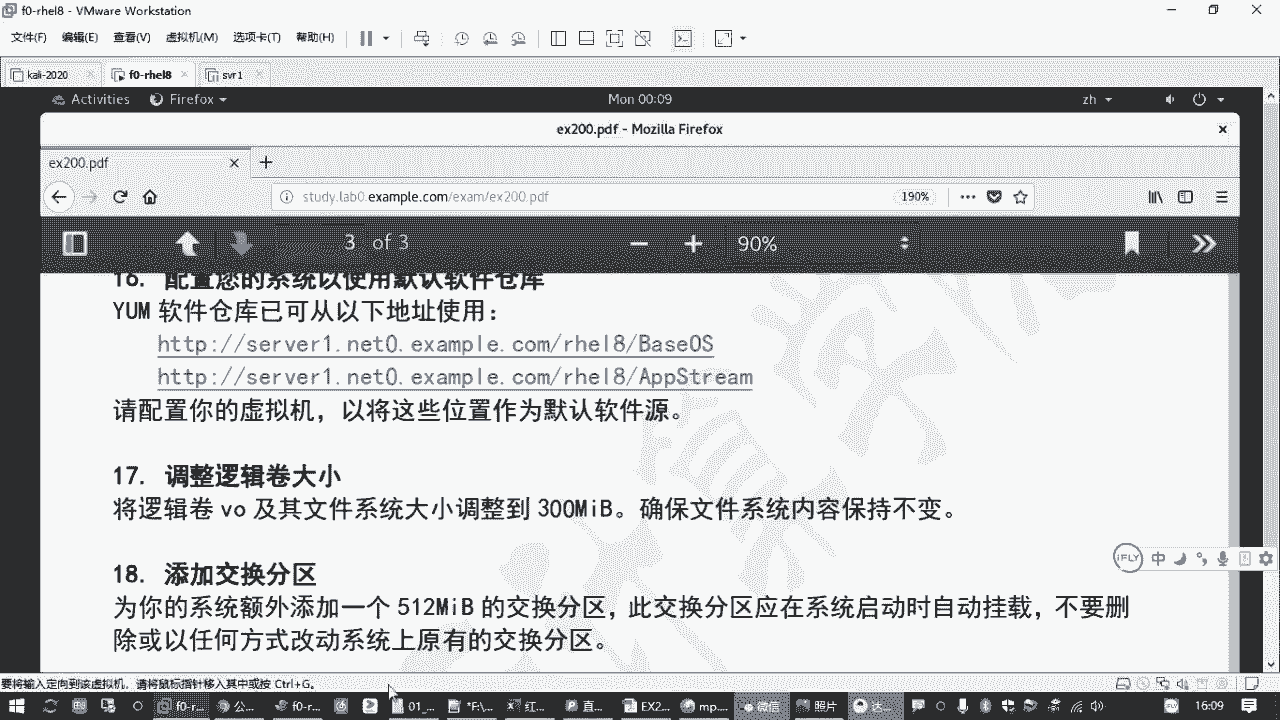 f0-rhel8 - VMware Workstation
文件(F) 编辑(E) 查看(V) 虚拟机(M) 选项卡(T) 帮助(H)
kali-2020 f0-rhel8 svr1
Activities Firefox Mon 00:09 zh
ex200.pdf - Mozilla Firefox
ex200.pdf
study.lab0.example.com/exam/ex200.pdf 190%
3 of 3 90%
16. 配置您的系统以使用默认软件仓库
YUM 软件仓库已可从以下地址使用：
http://server1.net0.example.com/rhel8/BaseOS
http://server1.net0.example.com/rhel8/AppStream
请配置你的虚拟机，以将这些位置作为默认软件源。
17. 调整逻辑卷大小
将逻辑卷 vo 及其文件系统大小调整到 300MiB。确保文件系统内容保持不变。
iFLY 中
18. 添加交换分区
为你的系统额外添加一个 512MiB 的交换分区，此交换分区应在系统启动时自动挂载，不要删
除或以任何方式改动系统上原有的交换分区。
要将输入定向到该虚拟机，请将鼠标指针移入其中或按 Ctrl+G。
f0-r... 公... f0-r... 01_... *F:\... 红... 直... EX2... mp... 微信 照片 16:09